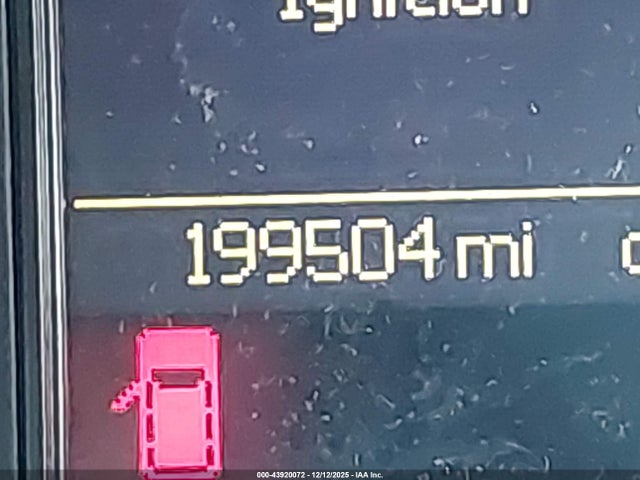 Ignition
199504 mi
000-43920072 - 12/12/2025 - IAA Inc.